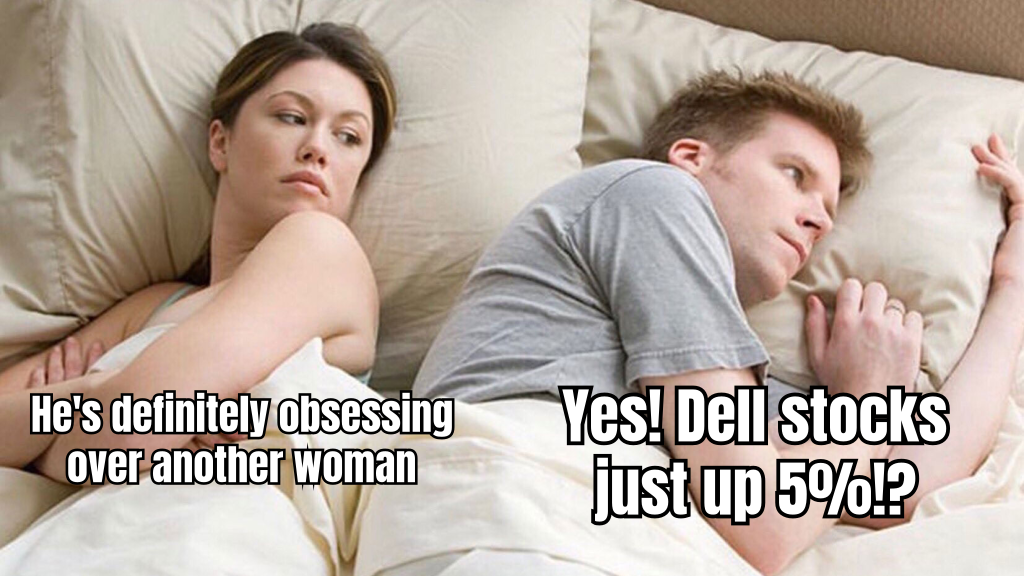 He's definitely obsessing
over another woman
Yes! Dell stocks
just up 5%!?